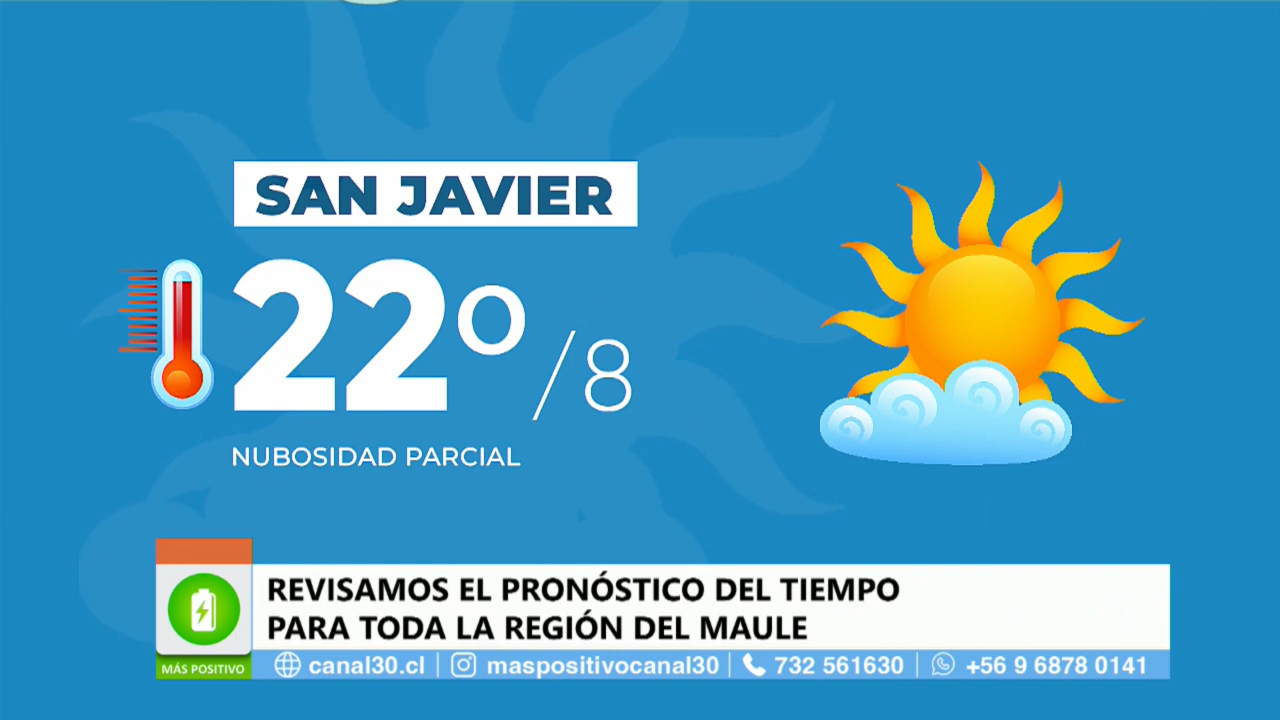 SAN JAVIER
22º/8
NUBOSIDAD PARCIAL
REVISAMOS EL PRONÓSTICO DEL TIEMPO
PARA TODA LA REGIÓN DEL MAULE
MÁS POSITIVO
canal30.cl | maspositivocanal30 | 732 561630 | +56 9 6878 0141